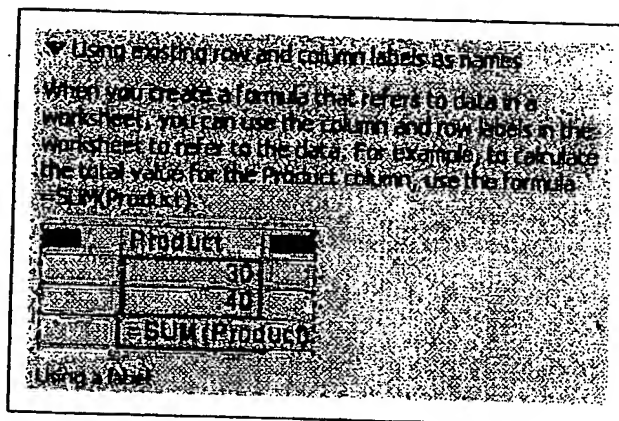 Using existing row and column labels as names
When you create a formula that refers to data in a
worksheet, you can use the column and row labels in the
worksheet to refer to the data. For example, to calculate
the total value for the Product column, use the formula
=SUM(Product).
Product
30
40
=SUM(Product)
Using a label